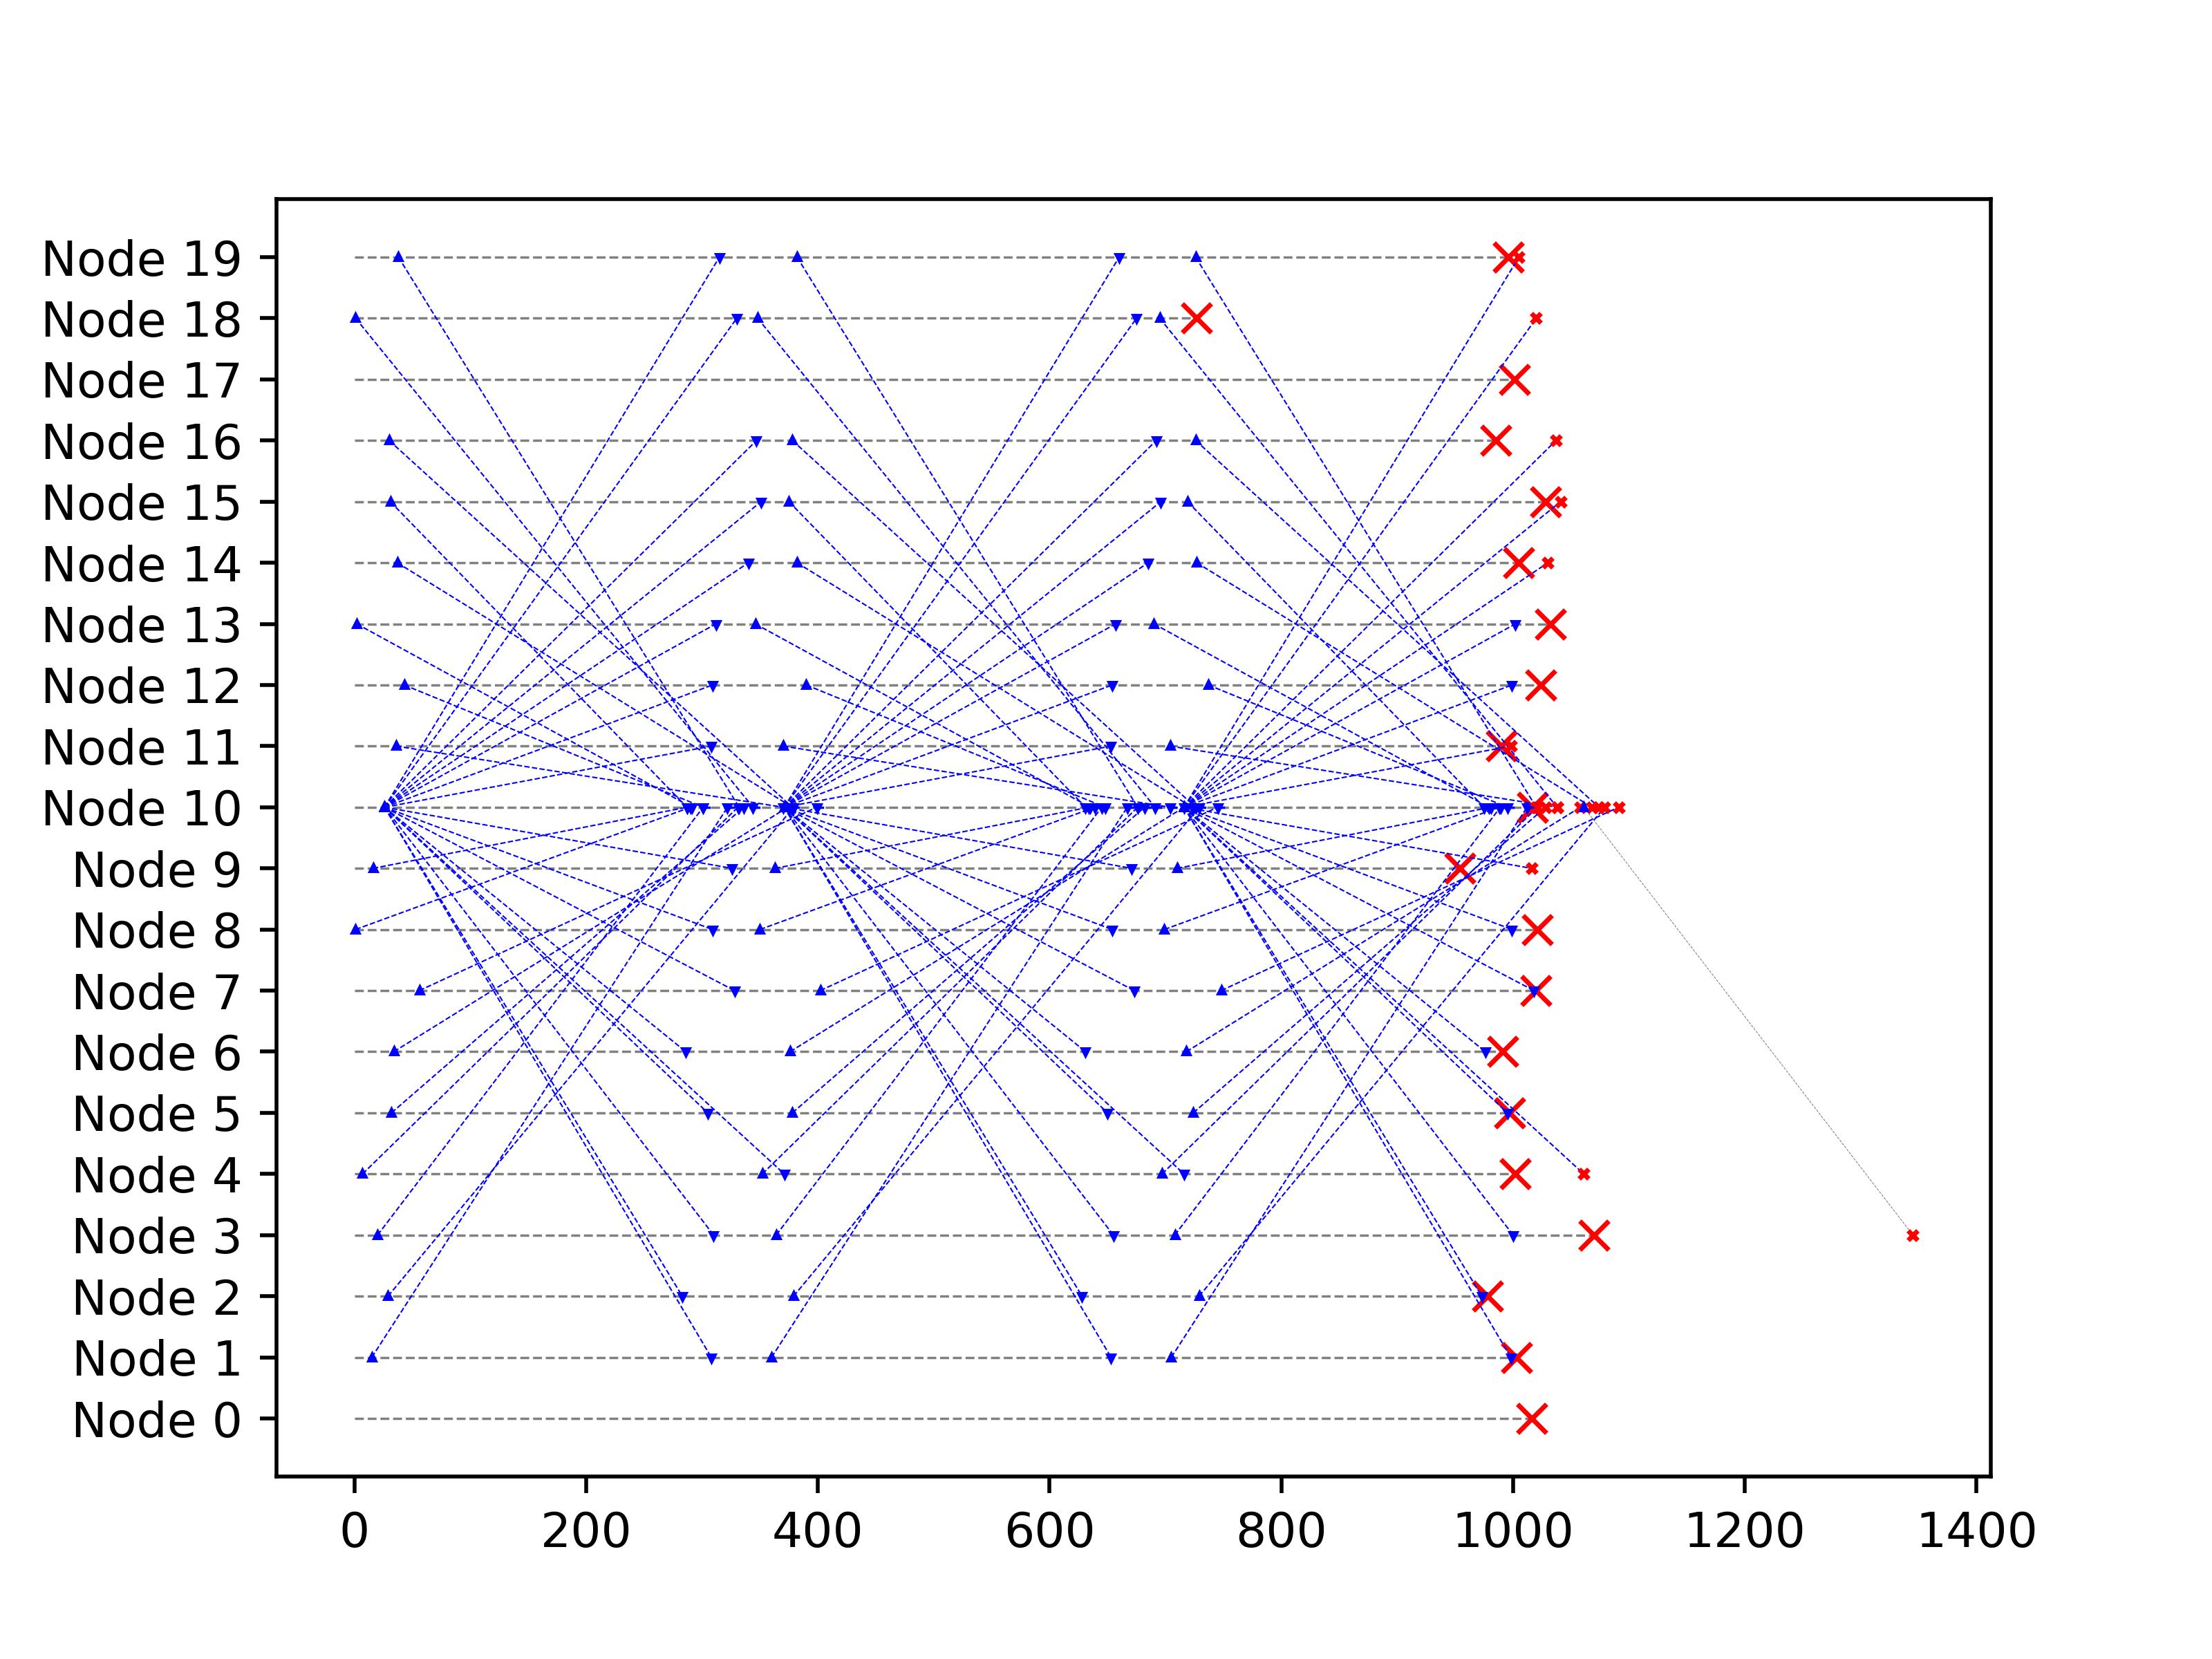 Node 19
Node 18
Node 17
Node 16
Node 15
Node 14
Node 13
Node 12
Node 11
Node 10
Node 9
Node 8
Node 7
Node 6
Node 5
Node 4
Node 3
Node 2
Node 1
Node 0
0 200 400 600 800 1000 1200 1400